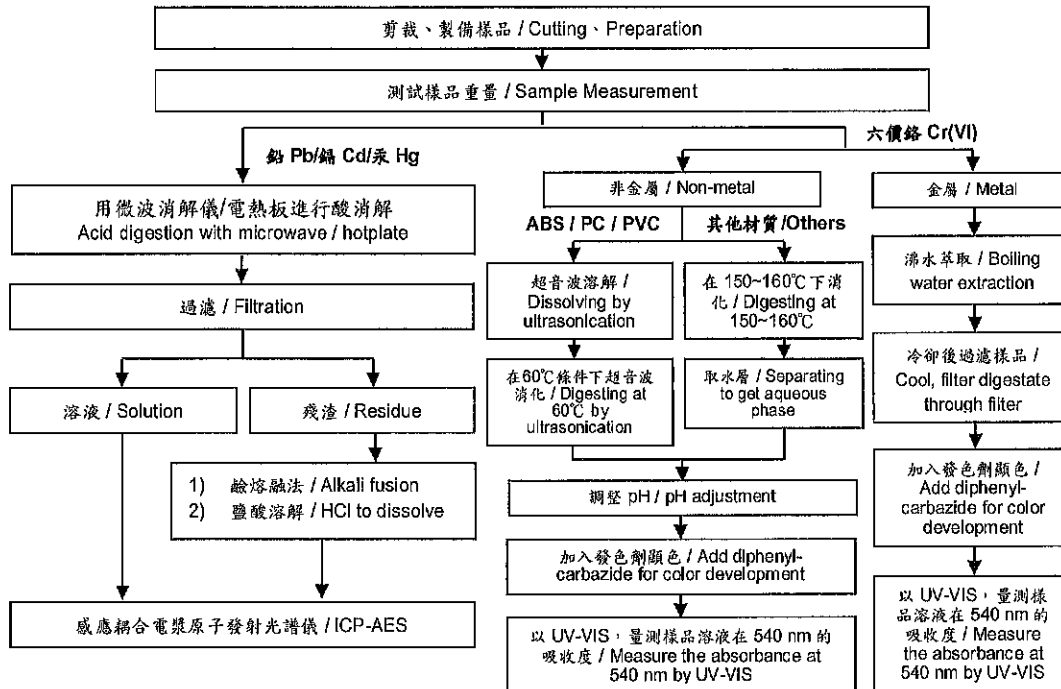 剪裁、製備樣品 / Cutting、Preparation
測試樣品重量 / Sample Measurement
鉛 Pb/鎘 Cd/汞 Hg
六價鉻 Cr(VI)
用微波消解儀/電熱板進行酸消解
Acid digestion with microwave / hotplate
過濾 / Filtration
溶液 / Solution
殘渣 / Residue
1) 鹼熔融法 / Alkali fusion
2) 鹽酸溶解 / HCl to dissolve
感應耦合電漿原子發射光譜儀 / ICP-AES
非金屬 / Non-metal
ABS / PC / PVC
其他材質/Others
超音波溶解 /
Dissolving by
ultrasonication
在60℃條件下超音波
消化 / Digesting at
60℃ by
ultrasonication
在 150~160℃下消
化 / Digesting at
150~160℃
取水層 / Separating
to get aqueous
phase
調整 pH / pH adjustment
加入發色劑顯色 / Add diphenyl-
carbazide for color development
以 UV-VIS，量測樣品溶液在 540 nm 的
吸收度 / Measure the absorbance at
540 nm by UV-VIS
金屬 / Metal
沸水萃取 / Boiling
water extraction
冷卻後過濾樣品 /
Cool, filter digestate
through filter
加入發色劑顯色 /
Add diphenyl-
carbazide for color
development
以 UV-VIS，量測樣
品溶液在 540 nm 的
吸收度 / Measure
the absorbance at
540 nm by UV-VIS